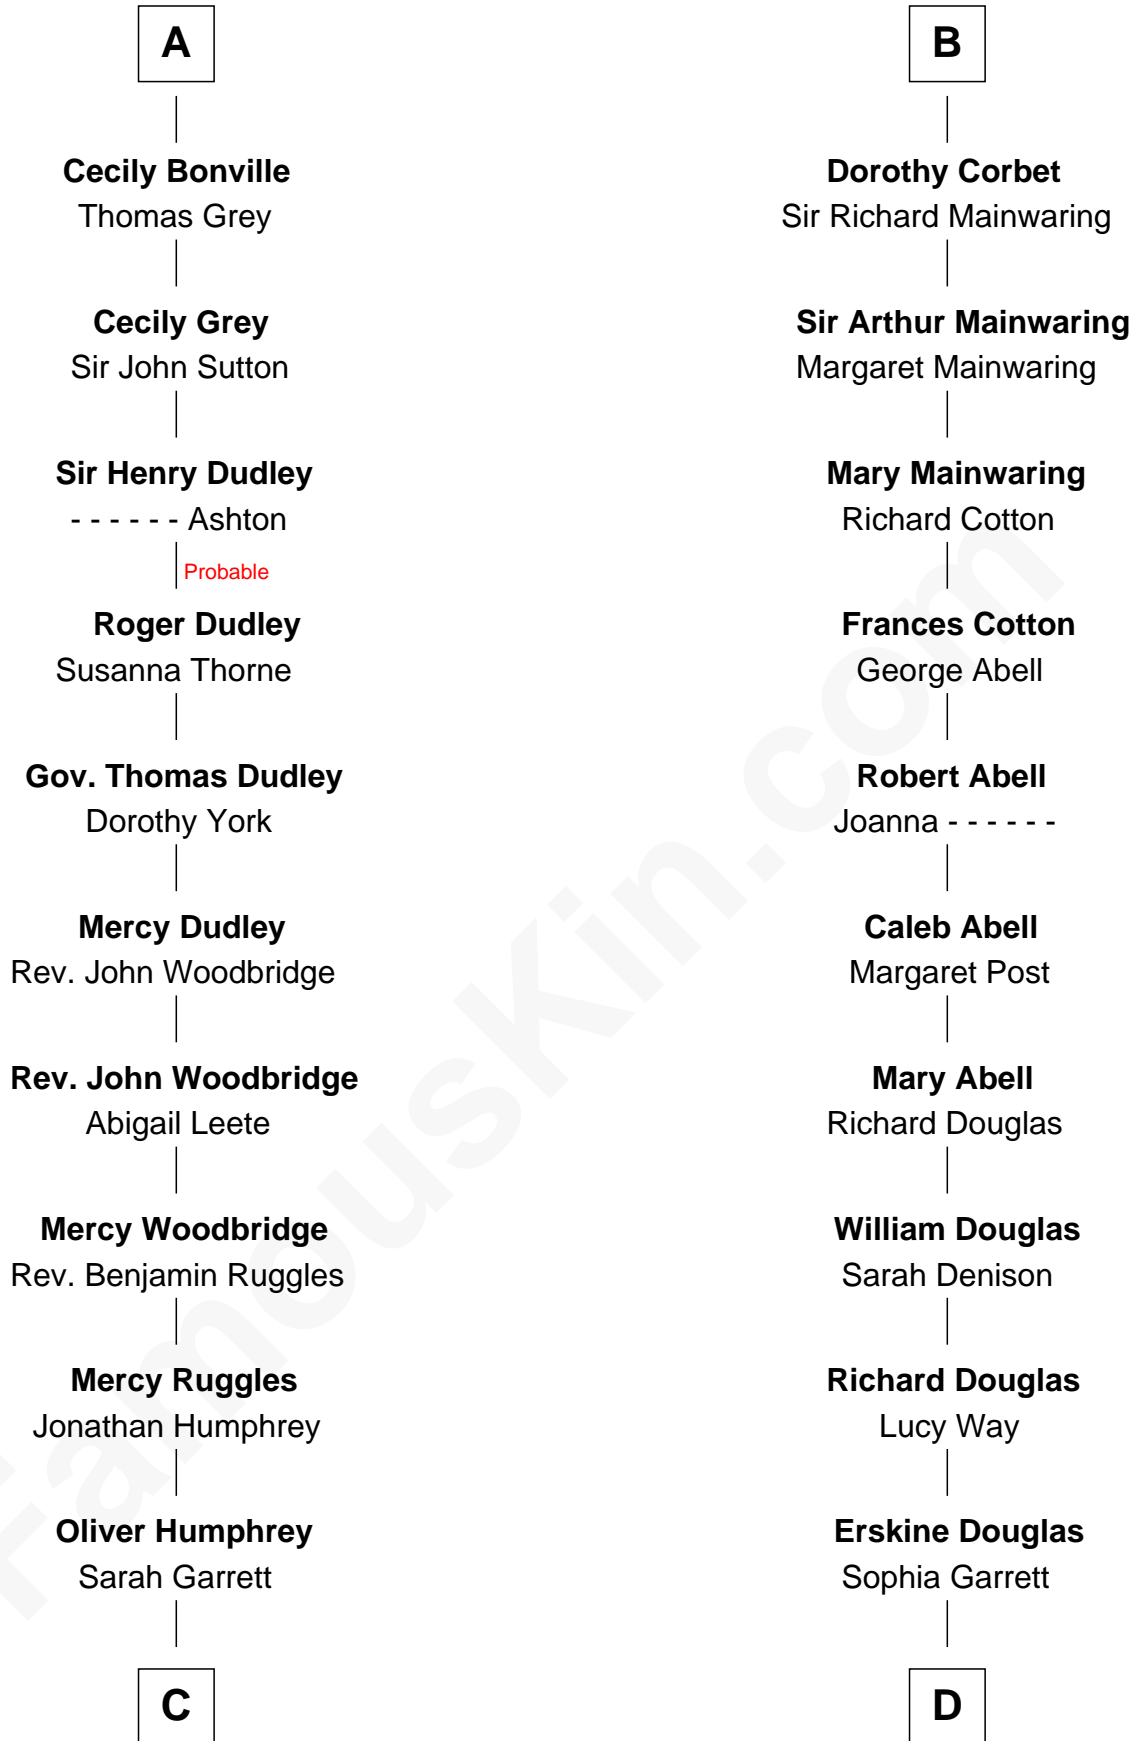 A
Cecily Bonville
Thomas Grey
Cecily Grey
Sir John Sutton
Sir Henry Dudley
- - - - - - Ashton
Probable
Roger Dudley
Susanna Thorne
Gov. Thomas Dudley
Dorothy York
Mercy Dudley
Rev. John Woodbridge
Rev. John Woodbridge
Abigail Leete
Mercy Woodbridge
Rev. Benjamin Ruggles
Mercy Ruggles
Jonathan Humphrey
Oliver Humphrey
Sarah Garrett
C
B
Dorothy Corbet
Sir Richard Mainwaring
Sir Arthur Mainwaring
Margaret Mainwaring
Mary Mainwaring
Richard Cotton
Frances Cotton
George Abell
Robert Abell
Joanna - - - - - -
Caleb Abell
Margaret Post
Mary Abell
Richard Douglas
William Douglas
Sarah Denison
Richard Douglas
Lucy Way
Erskine Douglas
Sophia Garrett
D
FamousKin.com